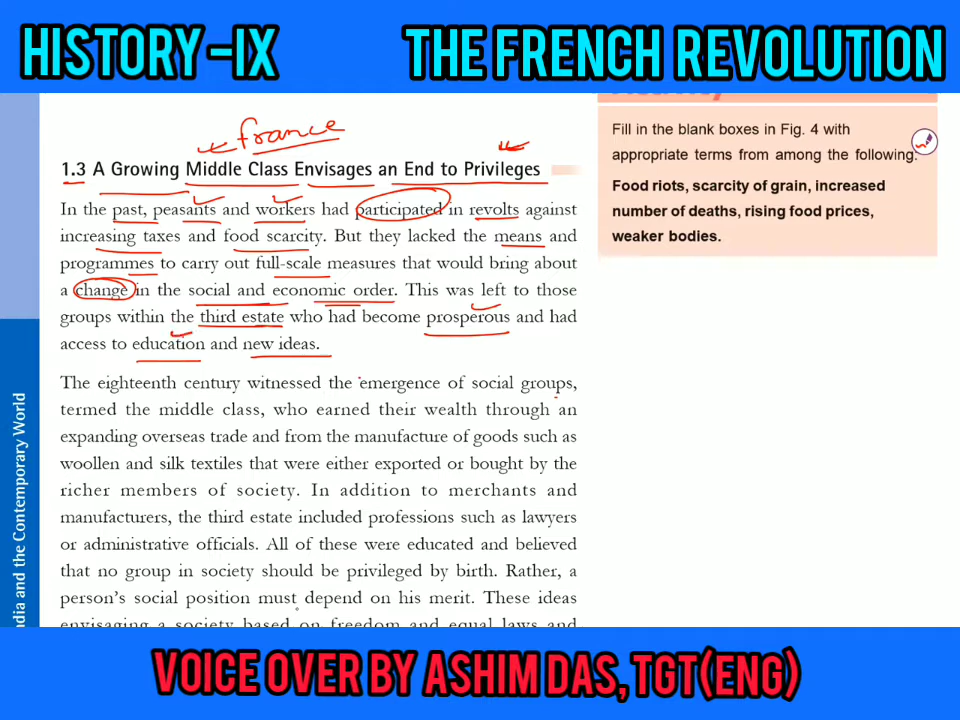 HISTORY -IX
THE FRENCH REVOLUTION
france
1.3 A Growing Middle Class Envisages an End to Privileges
In the past, peasants and workers had participated in revolts against
increasing taxes and food scarcity. But they lacked the means and
programmes to carry out full-scale measures that would bring about
a change in the social and economic order. This was left to those
groups within the third estate who had become prosperous and had
access to education and new ideas.
The eighteenth century witnessed the emergence of social groups,
termed the middle class, who earned their wealth through an
expanding overseas trade and from the manufacture of goods such as
woollen and silk textiles that were either exported or bought by the
richer members of society. In addition to merchants and
manufacturers, the third estate included professions such as lawyers
or administrative officials. All of these were educated and believed
that no group in society should be privileged by birth. Rather, a
person's social position must depend on his merit. These ideas
envisaging a society based on freedom and equal laws and
Fill in the blank boxes in Fig. 4 with
appropriate terms from among the following:
Food riots, scarcity of grain, increased
number of deaths, rising food prices,
weaker bodies.
ndia and the Contemporary World
VOICE OVER BY ASHIM DAS, TGT(ENG)